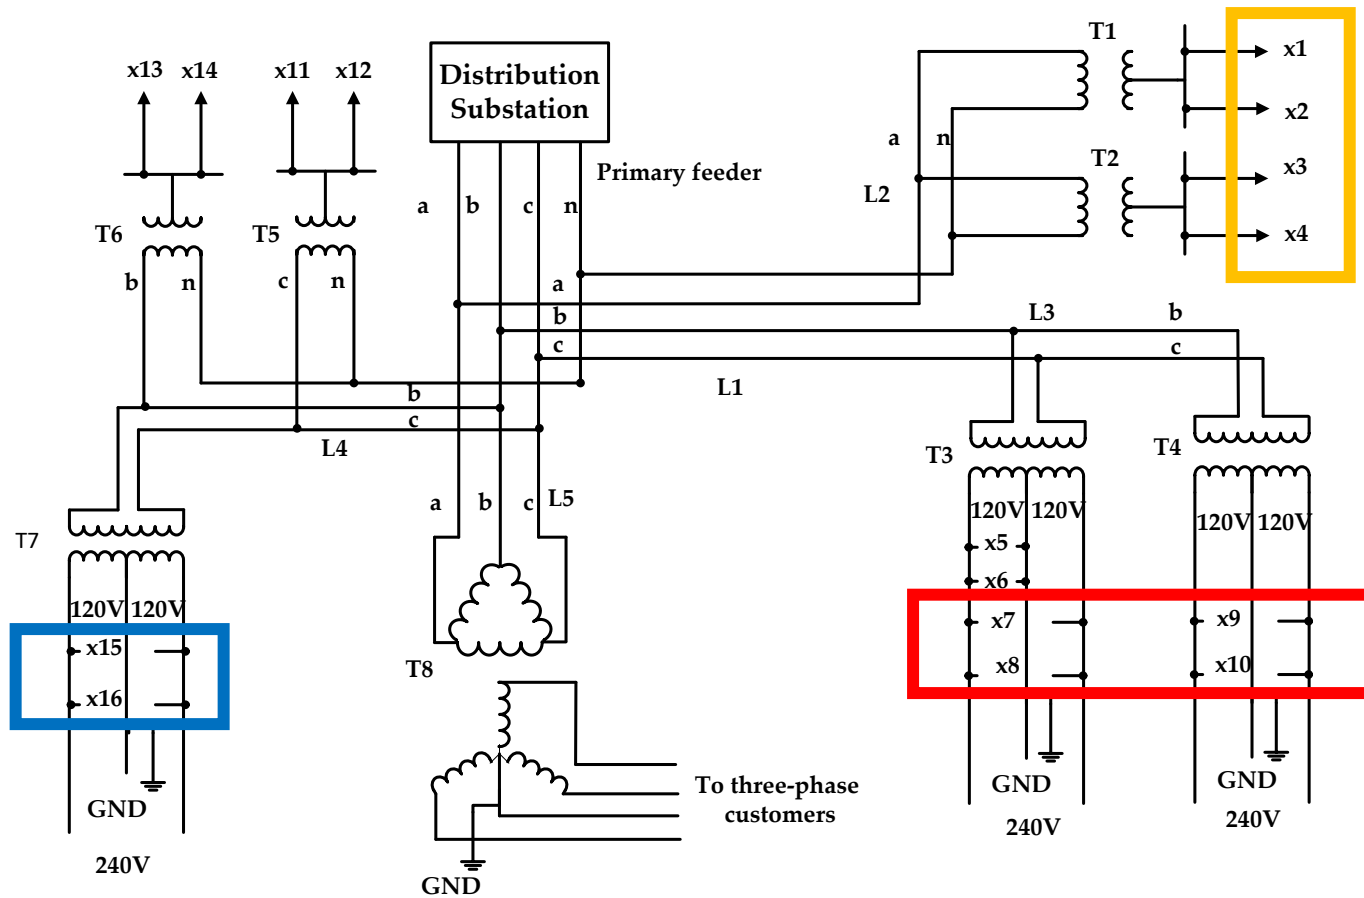 x13
x14
x11
x12
Distribution
Substation
T1
x1
x2
a
n
T2
x3
x4
L2
Primary feeder
a
b
c
n
T6
T5
b
n
c
n
a
b
c
L3
b
c
L1
b
c
L4
T3
T4
a
b
c
L5
T7
120V
120V
120V
120V
x5
x6
120V
120V
x7
x8
x9
x10
x15
x16
T8
GND
240V
To three-phase
customers
GND
GND
240V
GND
240V